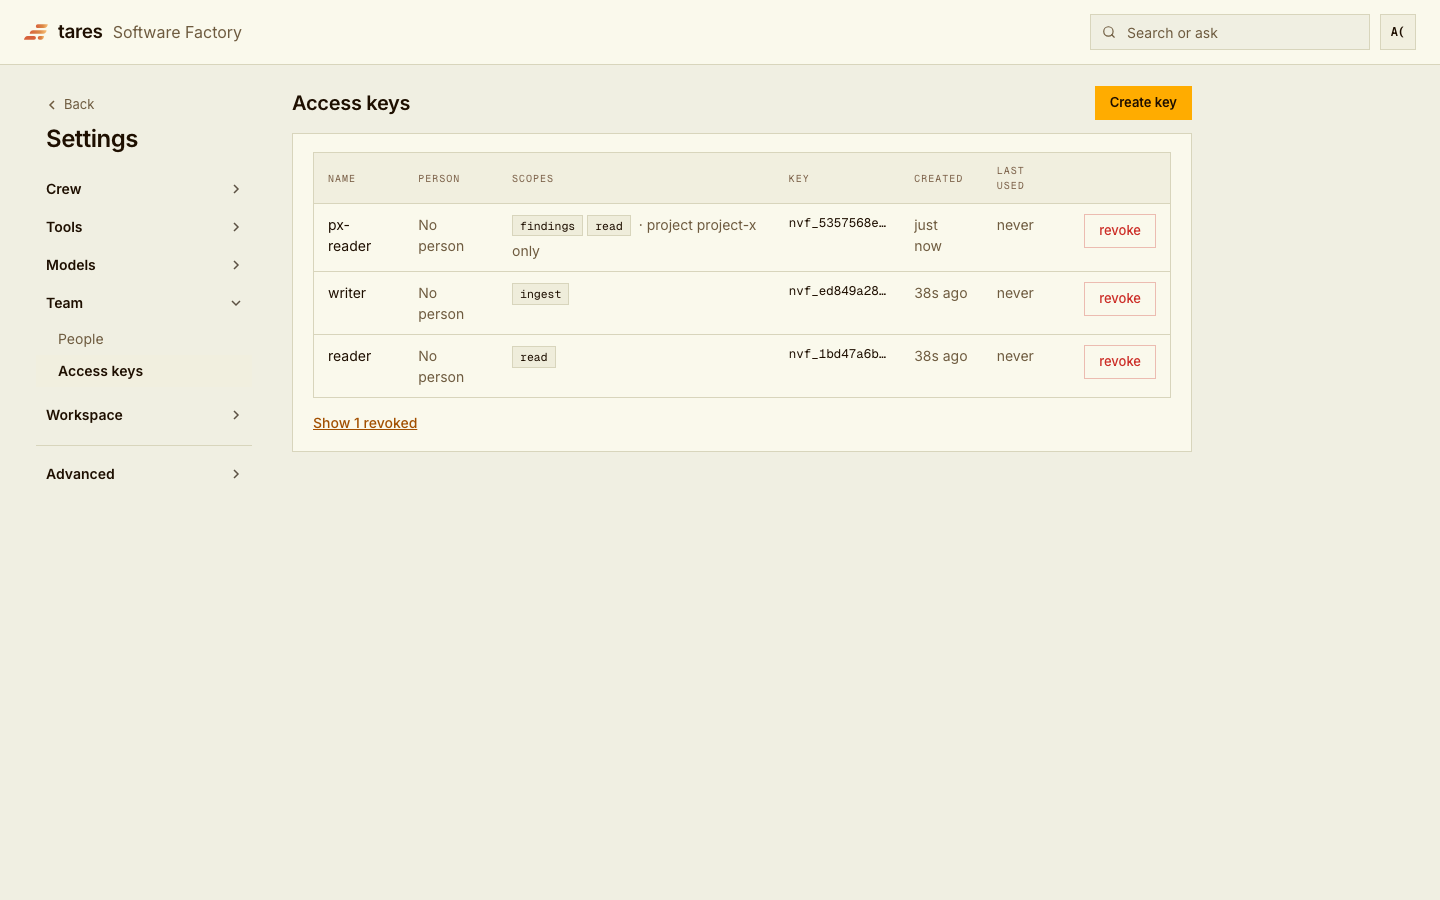 tares Software Factory
Search or ask
A(
Back
Settings
Crew
Tools
Models
Team
People
Access keys
Workspace
Advanced
Access keys
Create key
NAME PERSON SCOPES KEY CREATED LAST USED
px-reader No person findings read · project project-x only nvf_5357568e… just now never revoke
writer No person ingest nvf_ed849a28… 38s ago never revoke
reader No person read nvf_1bd47a6b… 38s ago never revoke
Show 1 revoked